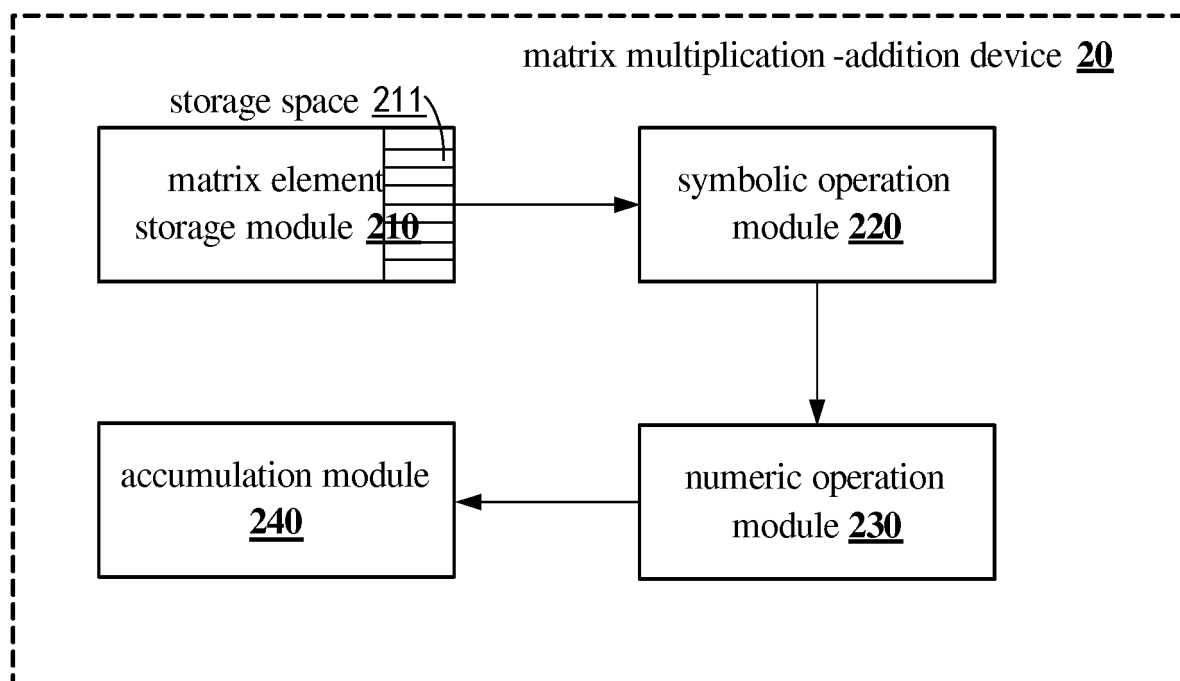 matrix multiplication -addition device 20
storage space 211
matrix element
storage module 210
symbolic operation
module 220
accumulation module
240
numeric operation
module 230